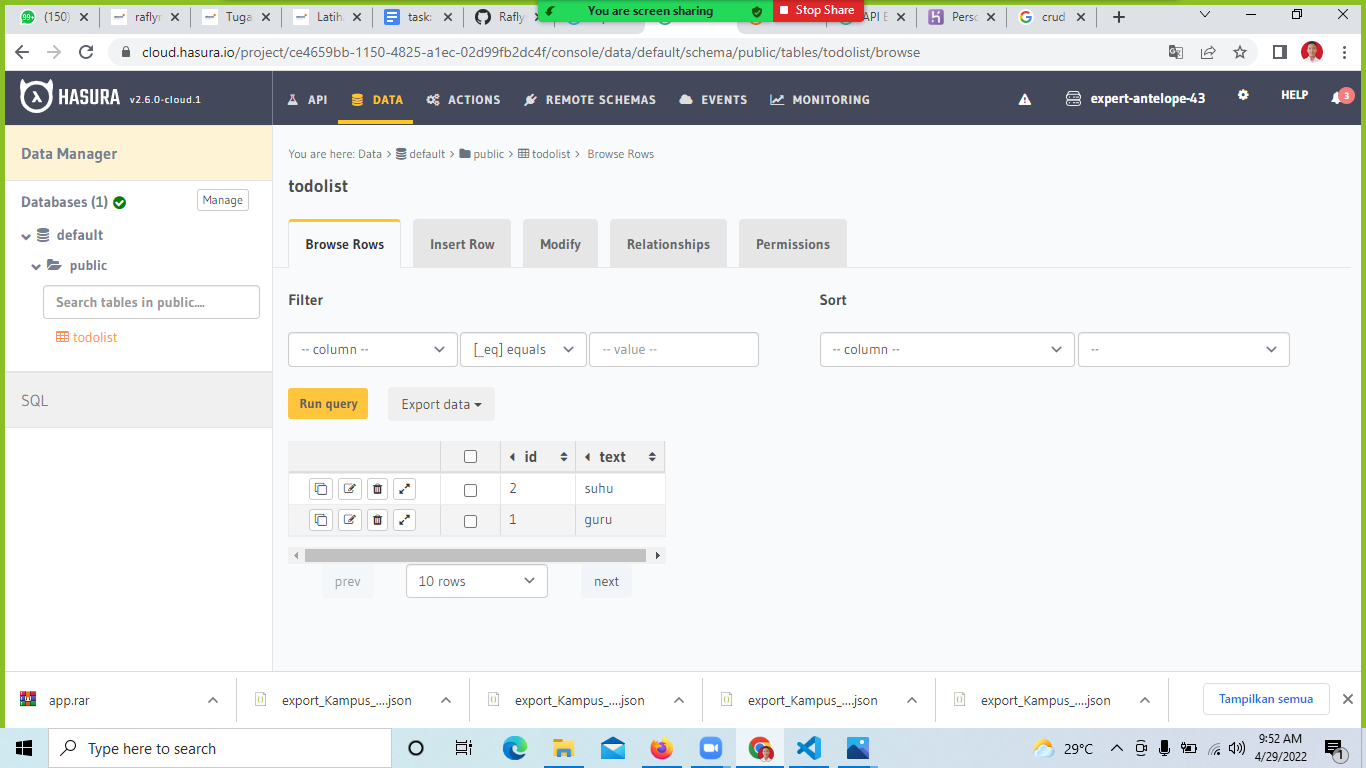 You are screen sharing
Stop Share
(150)
raflyr
Tuga
Latih
task
Rafly
API E
Perso
crud
cloud.hasura.io/project/ce4659bb-1150-4825-a1ec-02d99fb2dc4f/console/data/default/schema/public/tables/todolist/browse
HASURA v2.6.0-cloud.1
API
DATA
ACTIONS
REMOTE SCHEMAS
EVENTS
MONITORING
expert-antelope-43
HELP
3
Data Manager
Databases (1)
Manage
default
public
Search tables in public....
todolist
SQL
You are here: Data > default > public > todolist > Browse Rows
todolist
Browse Rows
Insert Row
Modify
Relationships
Permissions
Filter
Sort
-- column --
[_eq] equals
-- value --
-- column --
--
Run query
Export data
id text
2 suhu
1 guru
prev
10 rows
next
app.rar
export_Kampus_....json
export_Kampus_....json
export_Kampus_....json
export_Kampus_....json
Tampilkan semua
Type here to search
29°C
9:52 AM
4/29/2022
1